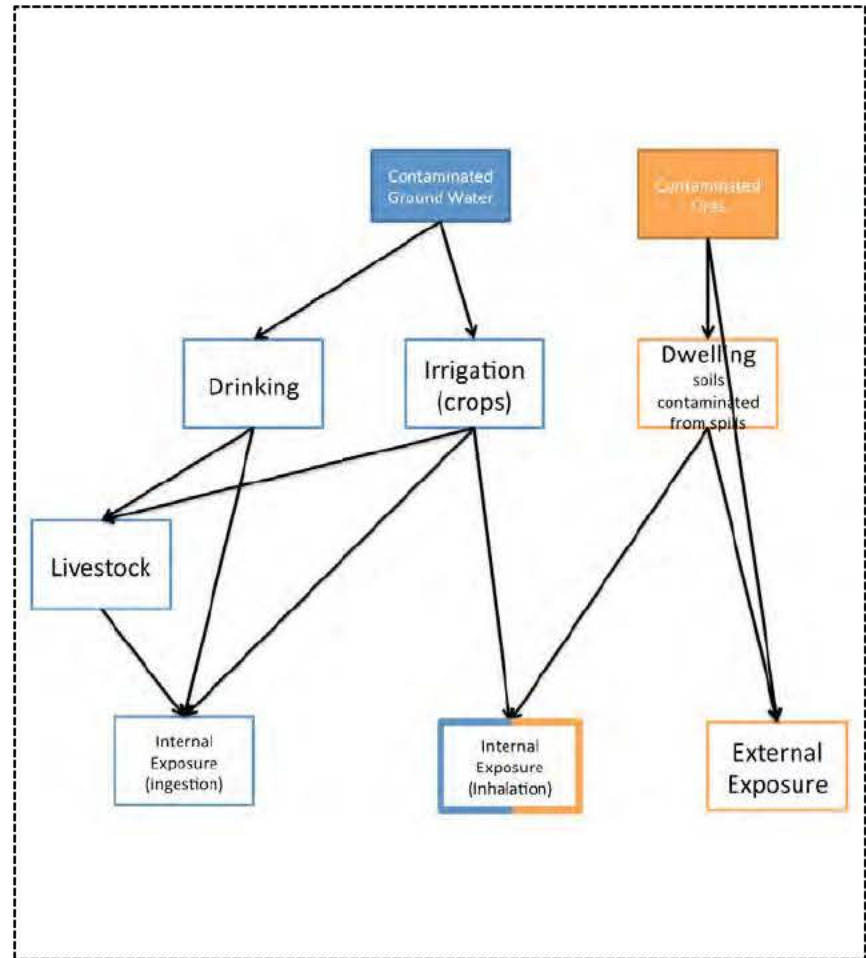 Contaminated
Ground Water
Contaminated
Drinking
Irrigation
(crops)
Dwelling
soils
contaminated
from spills
Livestock
Internal
Exposure
(ingestion)
Internal
Exposure
(Inhalation)
External
Exposure